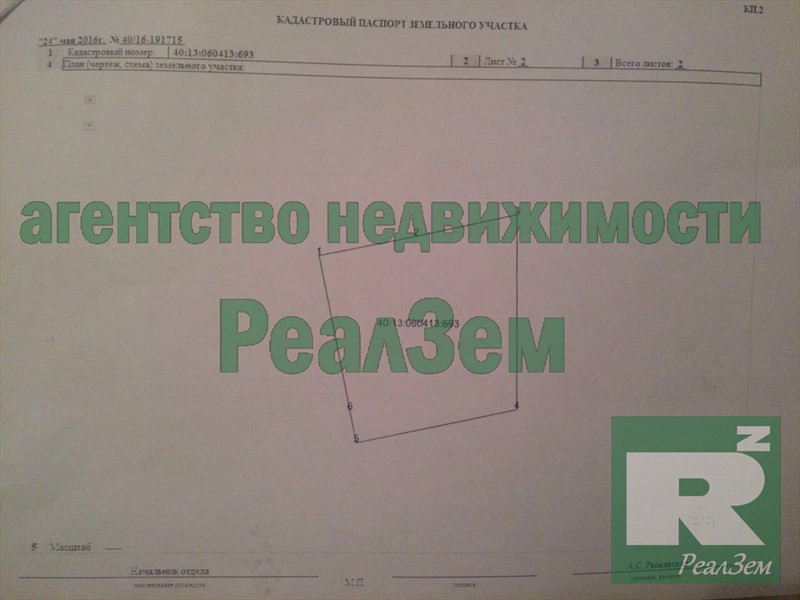 КП.2
КАДАСТРОВЫЙ ПАСПОРТ ЗЕМЕЛЬНОГО УЧАСТКА
"24" мая 2016г. № 40/16-191715
1 Кадастровый номер: 40:13:060413:693 2 Лист № 2 3 Всего листов: 2
4 План (чертеж, схема) земельного участка:
агентство недвижимости
1 2
40:13:060413:693
РеалЗем
6 4
5
RZ
РеалЗем
5 Масштаб
Начальник отдела А.С.
М.П.
подпись